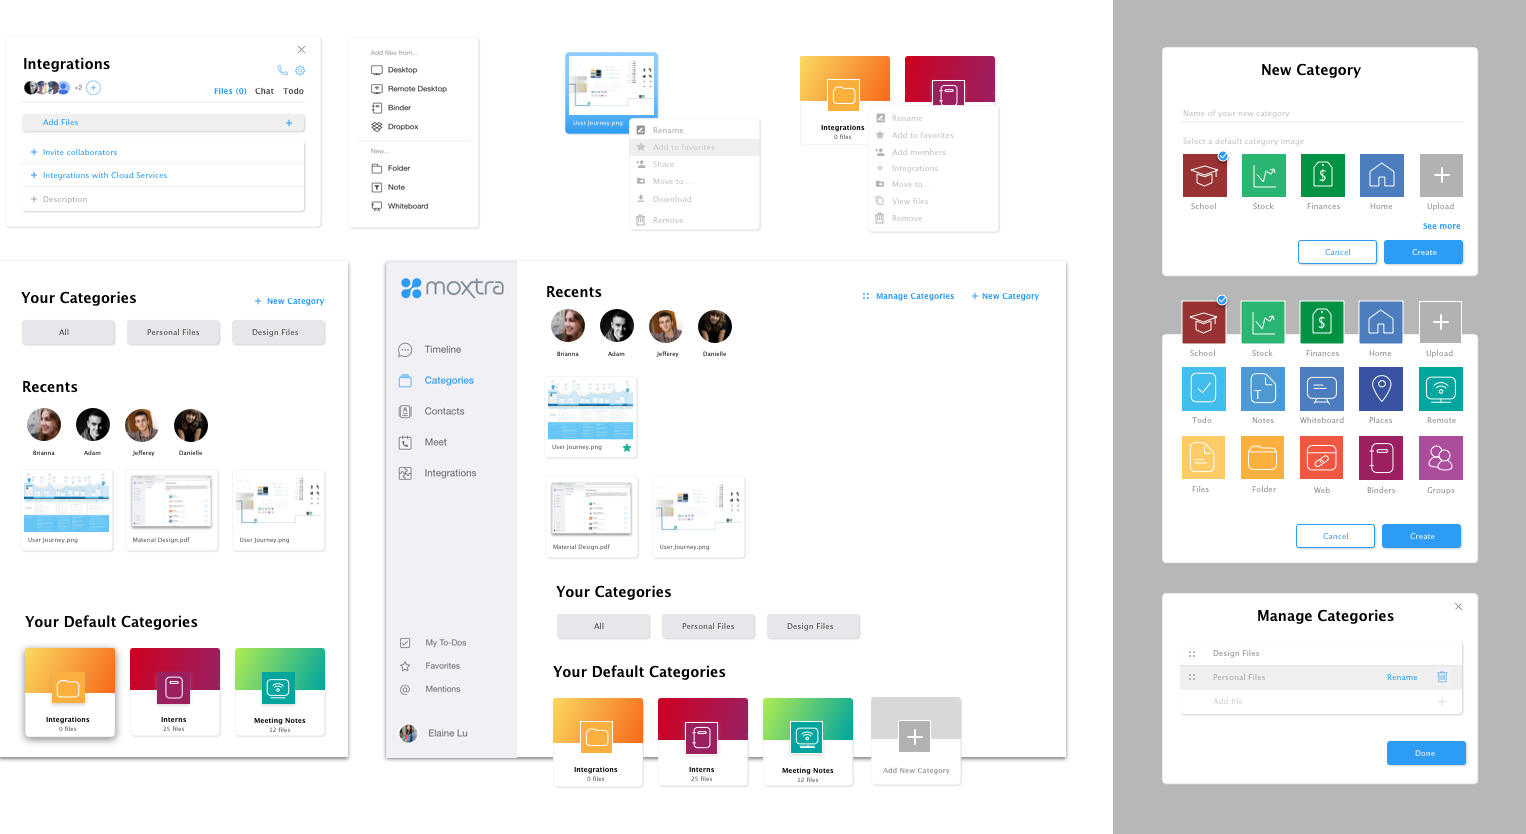 Integrations
+2
Files (0) Chat Todo
Add Files
Invite collaborators
Integrations with Cloud Services
Description
Add files from...
Desktop
Remote Desktop
Binder
Dropbox
New...
Folder
Note
Whiteboard
User Journey.png
Rename
Add to favorites
Share
Move to...
Download
Remove
Integrations
0 files
Rename
Add to favorites
Add members
Integrations
Move to...
View files
Remove
Your Categories
+ New Category
All Personal Files Design Files
Recents
Brianna Adam Jefferey Danielle
User Journey.png Material Design.pdf User Journey.png
Your Default Categories
Integrations Interns Meeting Notes
0 files 25 files 12 files
moxtra
Timeline
Categories
Contacts
Meet
Integrations
My To-Dos
Favorites
Mentions
Elaine Lu
Recents
Manage Categories + New Category
Brianna Adam Jefferey Danielle
User Journey.png
Material Design.pdf User Journey.png
Your Categories
All Personal Files Design Files
Your Default Categories
Integrations Interns Meeting Notes Add New Category
0 files 25 files 12 files
New Category
Name of your new category
Select a default category image
School Stock Finances Home Upload
See more
Cancel Create
School Stock Finances Home Upload
Todo Notes Whiteboard Places Remote
Files Folder Web Binders Groups
Cancel Create
Manage Categories
Design Files
Personal Files Rename
Add file
Done